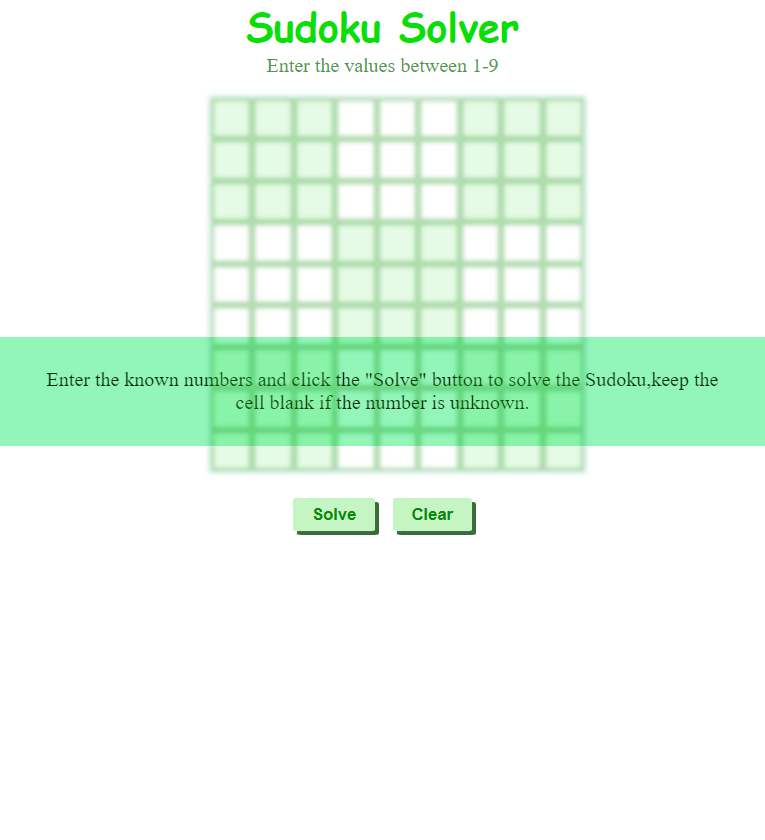 Sudoku Solver
Enter the values between 1-9
Enter the known numbers and click the "Solve" button to solve the Sudoku,keep the
cell blank if the number is unknown.
Solve Clear